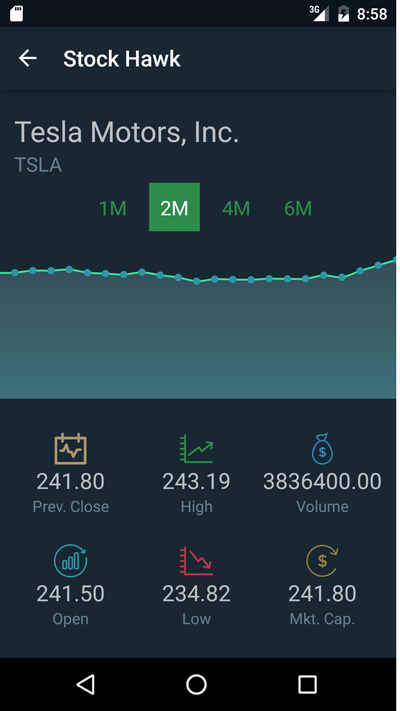 3G 8:58
Stock Hawk
Tesla Motors, Inc.
TSLA
1M 2M 4M 6M
241.80 243.19 3836400.00
Prev. Close High Volume
241.50 234.82 241.80
Open Low Mkt. Cap.